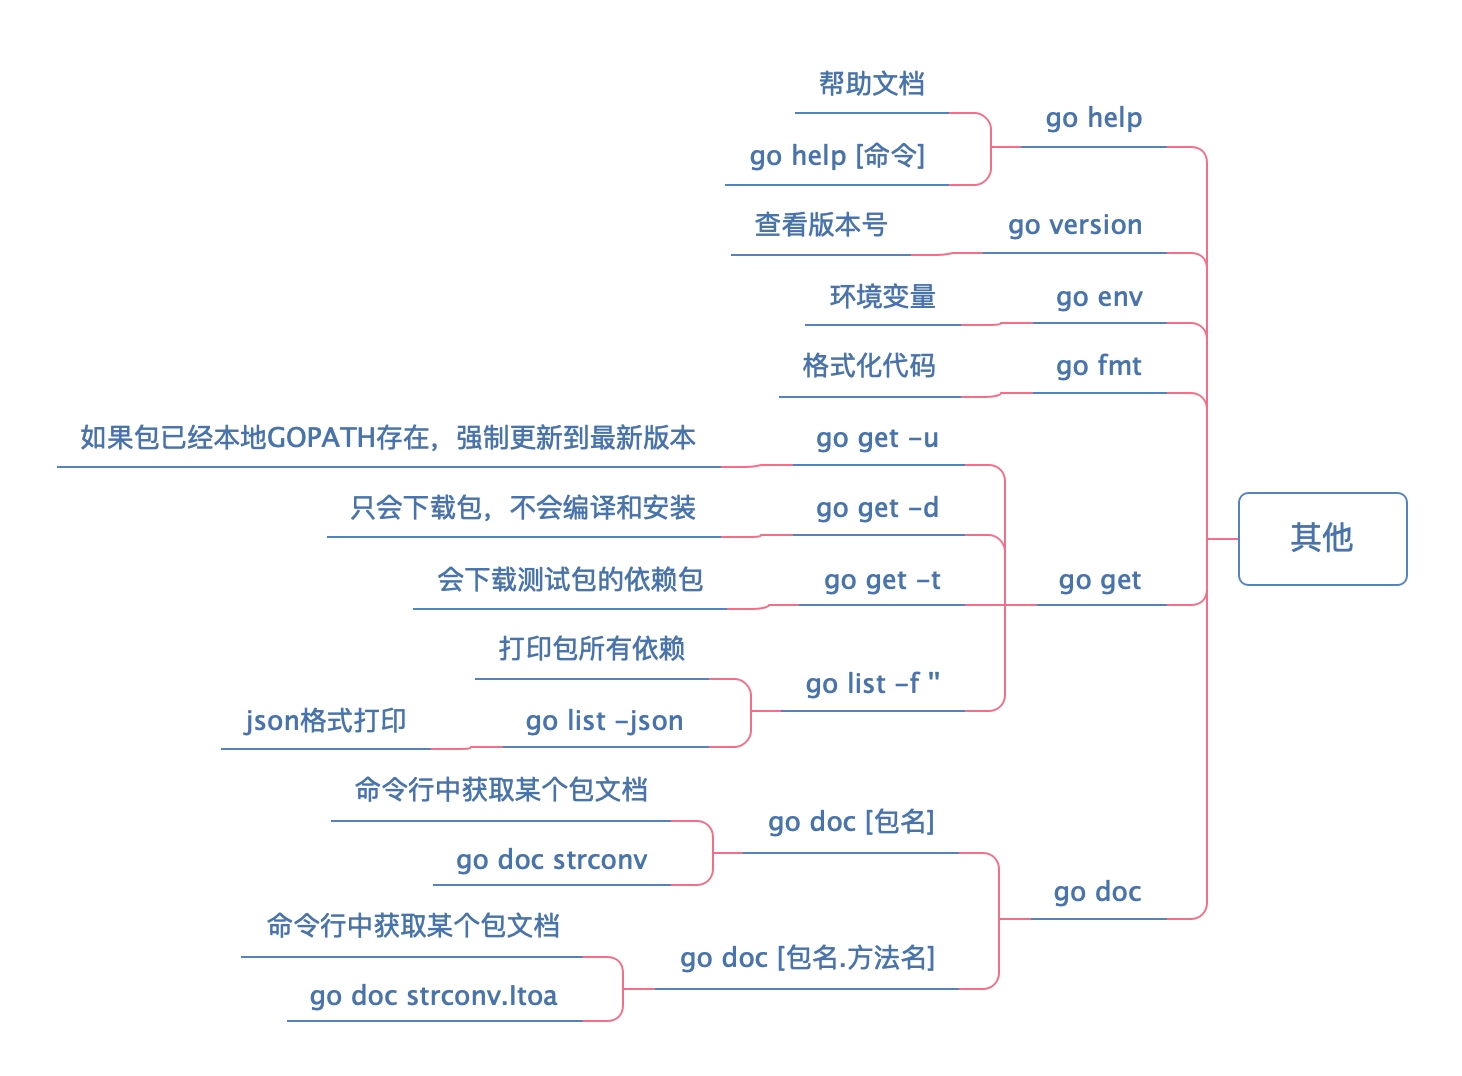 其他
go help
帮助文档
go help [命令]
go version
查看版本号
go env
环境变量
go fmt
格式化代码
go get
go get -u
如果包已经本地GOPATH存在，强制更新到最新版本
go get -d
只会下载包，不会编译和安装
go get -t
会下载测试包的依赖包
go list -f "
打印包所有依赖
go list -json
json格式打印
go doc
go doc [包名]
命令行中获取某个包文档
go doc strconv
go doc [包名.方法名]
命令行中获取某个包文档
go doc strconv.Itoa